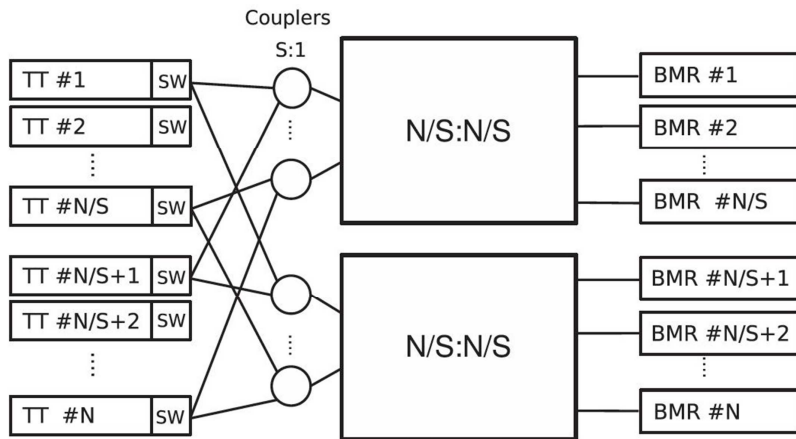 Couplers
S:1
TT #1 SW
TT #2 SW
TT #N/S SW
TT #N/S+1 SW
TT #N/S+2 SW
TT #N SW
N/S:N/S
N/S:N/S
BMR #1
BMR #2
BMR #N/S
BMR #N/S+1
BMR #N/S+2
BMR #N